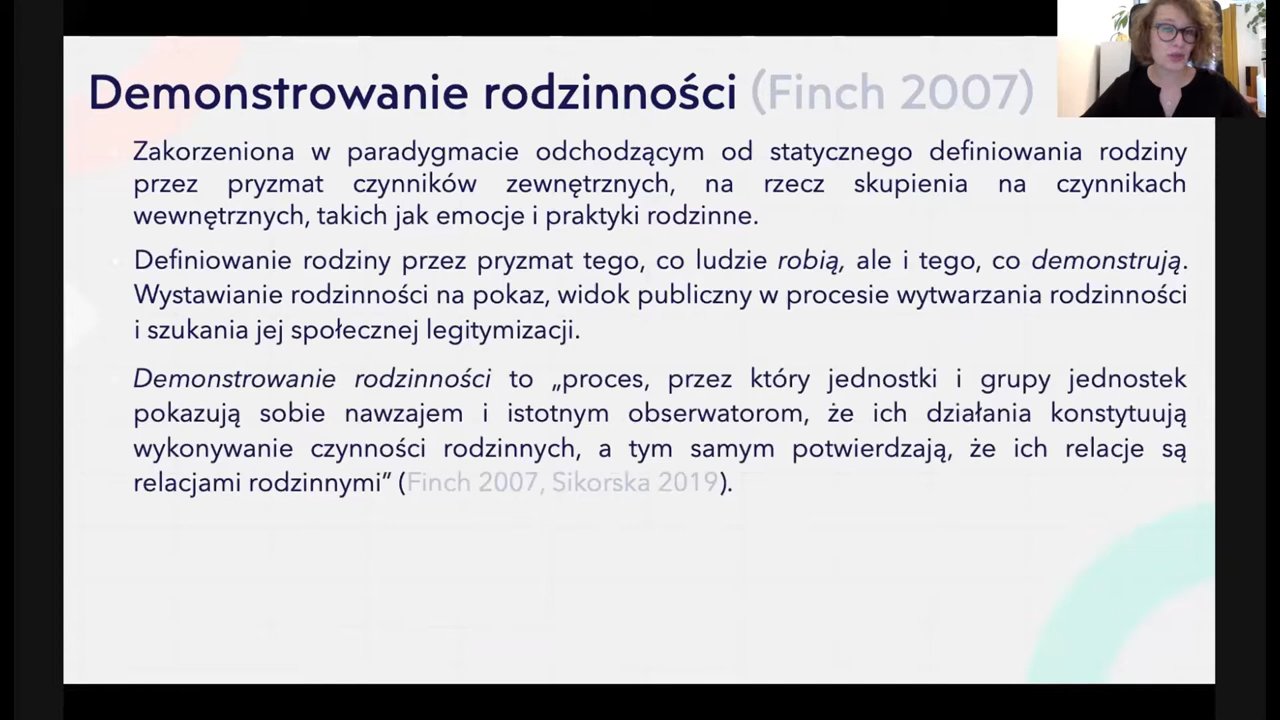 Demonstrowanie rodzinności (Finch 2007)
Zakorzeniona w paradygmacie odchodzącym od statycznego definiowania rodziny
przez pryzmat czynników zewnętrznych, na rzecz skupienia na czynnikach
wewnętrznych, takich jak emocje i praktyki rodzinne.
Definiowanie rodziny przez pryzmat tego, co ludzie robią, ale i tego, co demonstrują.
Wystawianie rodzinności na pokaz, widok publiczny w procesie wytwarzania rodzinności
i szukania jej społecznej legitymizacji.
Demonstrowanie rodzinności to „proces, przez który jednostki i grupy jednostek
pokazują sobie nawzajem i istotnym obserwatorom, że ich działania konstytuują
wykonywanie czynności rodzinnych, a tym samym potwierdzają, że ich relacje są
relacjami rodzinnymi” (Finch 2007, Sikorska 2019).